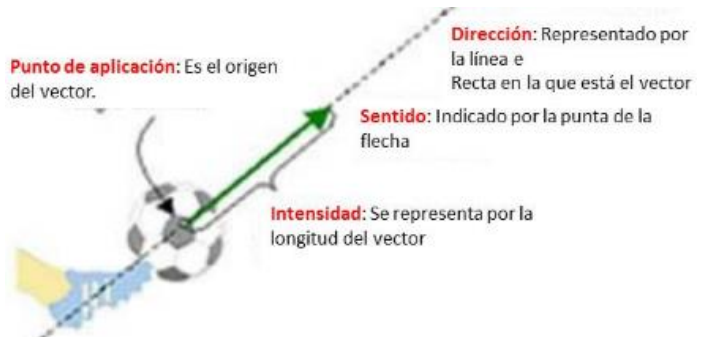 Punto de aplicación: Es el origen
del vector.
Dirección: Representado por
la línea e
Recta en la que está el vector
Sentido: Indicado por la punta de la
flecha
Intensidad: Se representa por la
longitud del vector